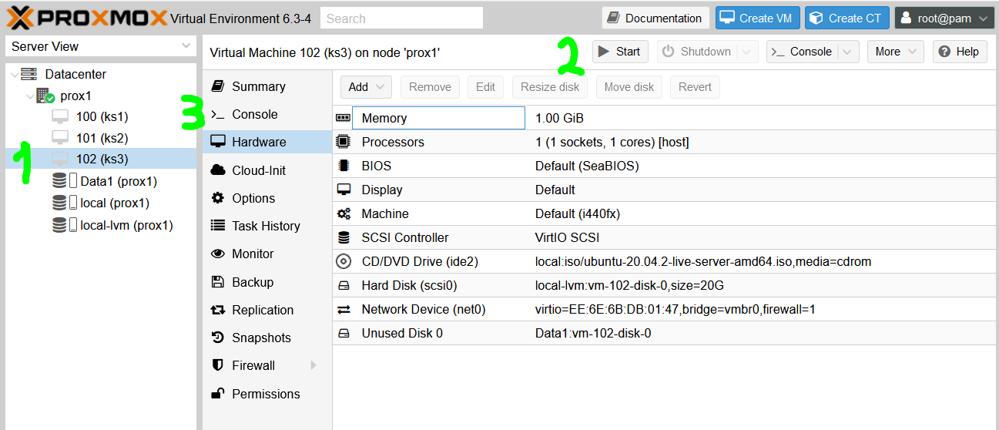 PROXMOX Virtual Environment 6.3-4 Search Documentation Create VM Create CT root@pam
Server View
Datacenter
prox1
100 (ks1)
101 (ks2)
1 102 (ks3)
Data1 (prox1)
local (prox1)
local-lvm (prox1)
Virtual Machine 102 (ks3) on node 'prox1' 2 Start Shutdown Console More Help
Summary
3 Console
Hardware
Cloud-Init
Options
Task History
Monitor
Backup
Replication
Snapshots
Firewall
Permissions
Add Remove Edit Resize disk Move disk Revert
Memory 1.00 GiB
Processors 1 (1 sockets, 1 cores) [host]
BIOS Default (SeaBIOS)
Display Default
Machine Default (i440fx)
SCSI Controller VirtIO SCSI
CD/DVD Drive (ide2) local:iso/ubuntu-20.04.2-live-server-amd64.iso,media=cdrom
Hard Disk (scsi0) local-lvm:vm-102-disk-0,size=20G
Network Device (net0) virtio=EE:6E:6B:DB:01:47,bridge=vmbr0,firewall=1
Unused Disk 0 Data1:vm-102-disk-0